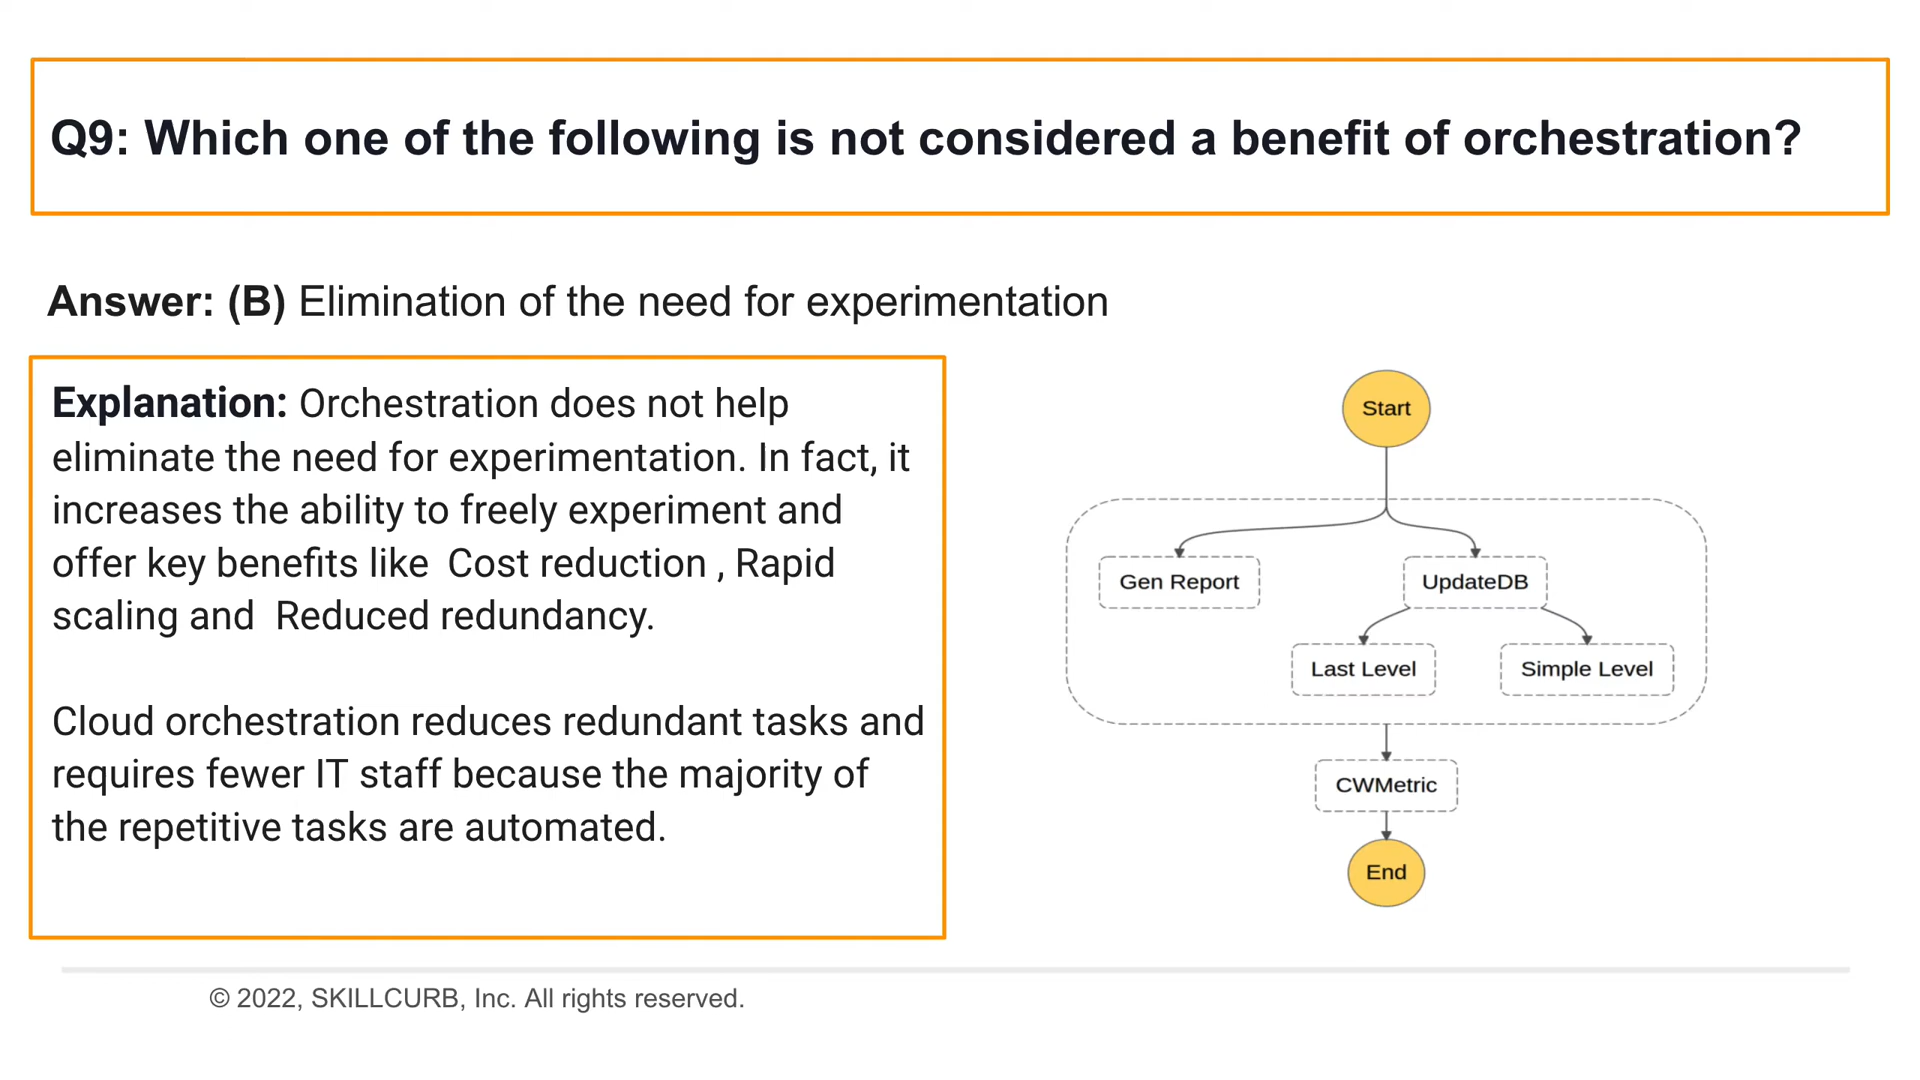 Q9: Which one of the following is not considered a benefit of orchestration?
Answer: (B) Elimination of the need for experimentation
Explanation: Orchestration does not help
eliminate the need for experimentation. In fact, it
increases the ability to freely experiment and
offer key benefits like  Cost reduction , Rapid
scaling and  Reduced redundancy.
Cloud orchestration reduces redundant tasks and
requires fewer IT staff because the majority of
the repetitive tasks are automated.
Start
Gen Report
UpdateDB
Last Level
Simple Level
CWMetric
End
© 2022, SKILLCURB, Inc. All rights reserved.